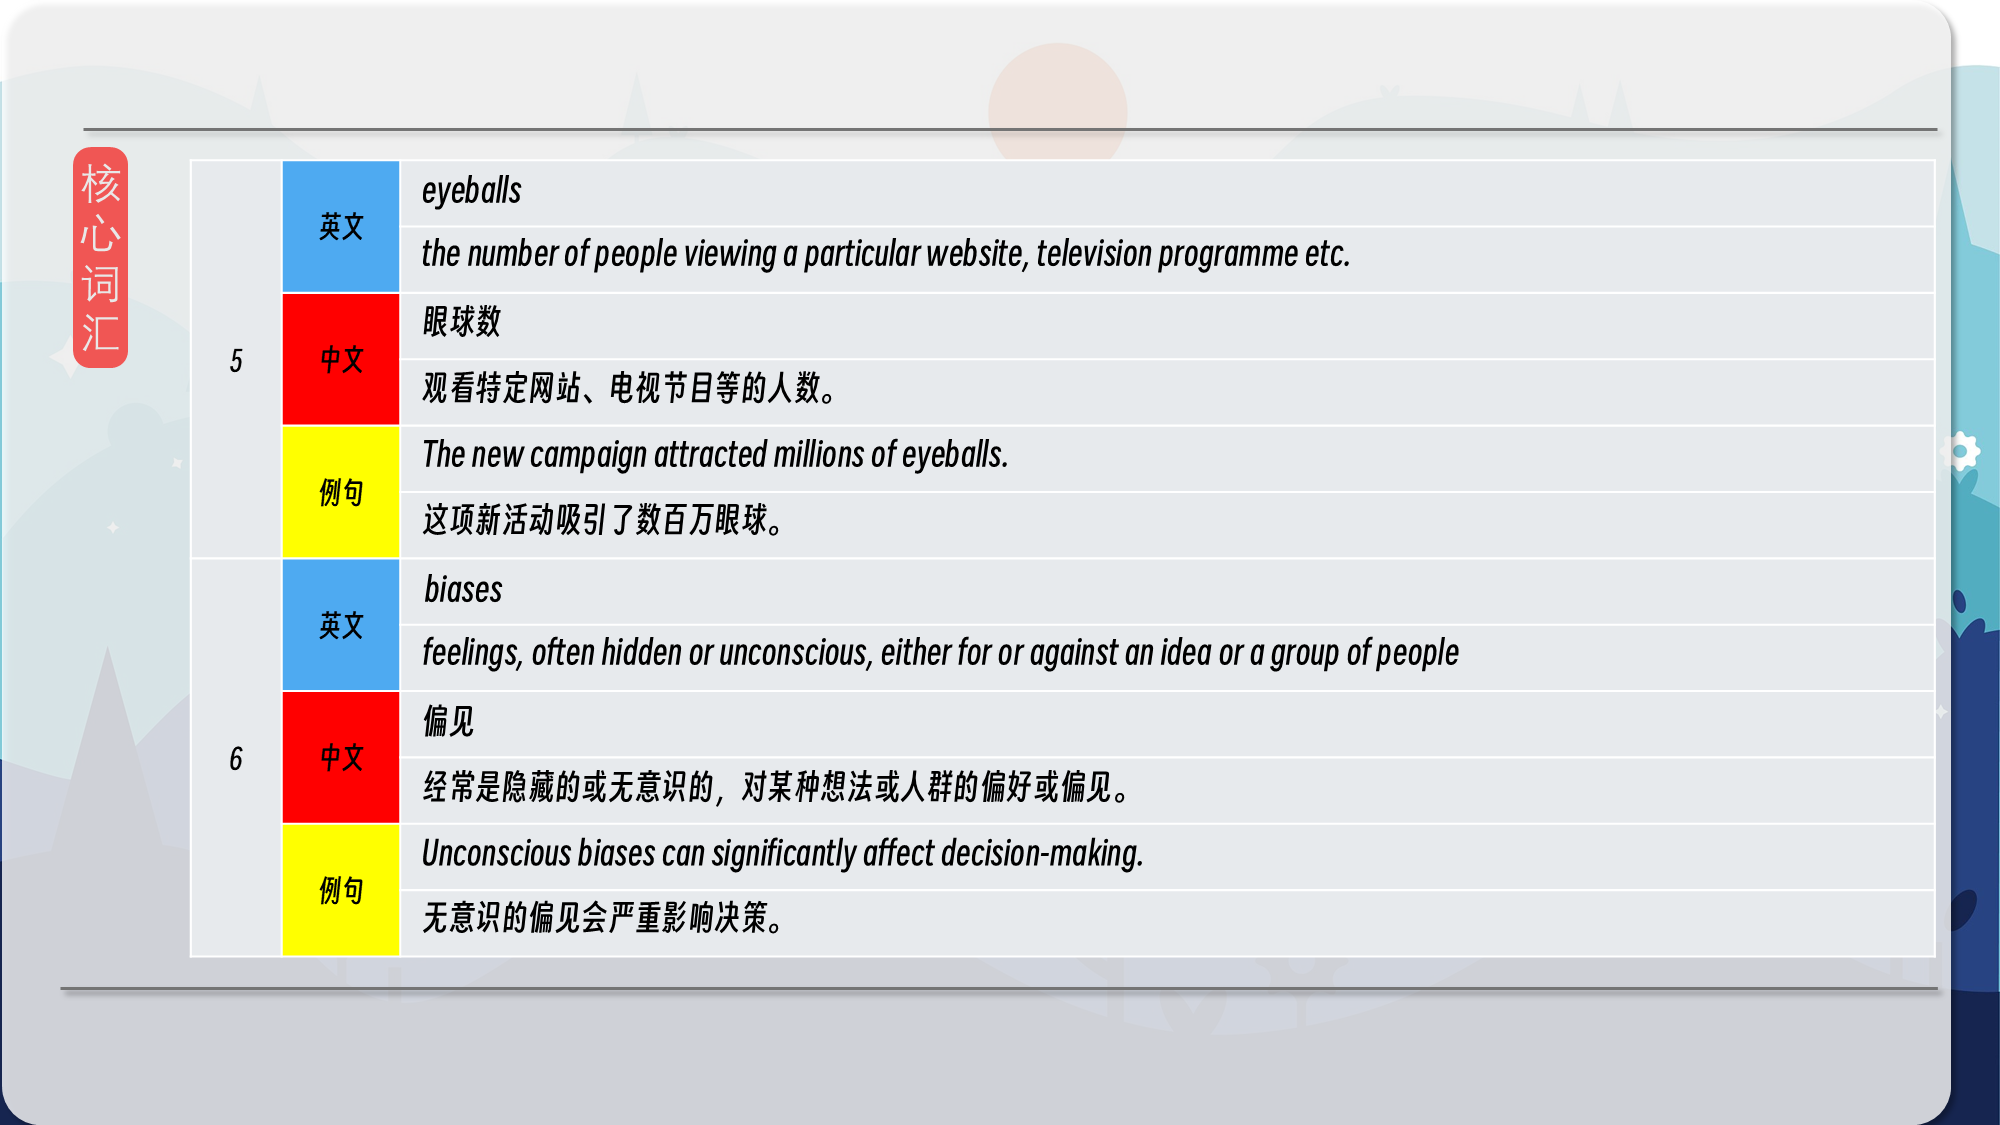 核心词汇
5
英文
eyeballs
the number of people viewing a particular website, television programme etc.
中文
眼球数
观看特定网站、电视节目等的人数。
例句
The new campaign attracted millions of eyeballs.
这项新活动吸引了数百万眼球。
6
英文
biases
feelings, often hidden or unconscious, either for or against an idea or a group of people
中文
偏见
经常是隐藏的或无意识的，对某种想法或人群的偏好或偏见。
例句
Unconscious biases can significantly affect decision-making.
无意识的偏见会严重影响决策。